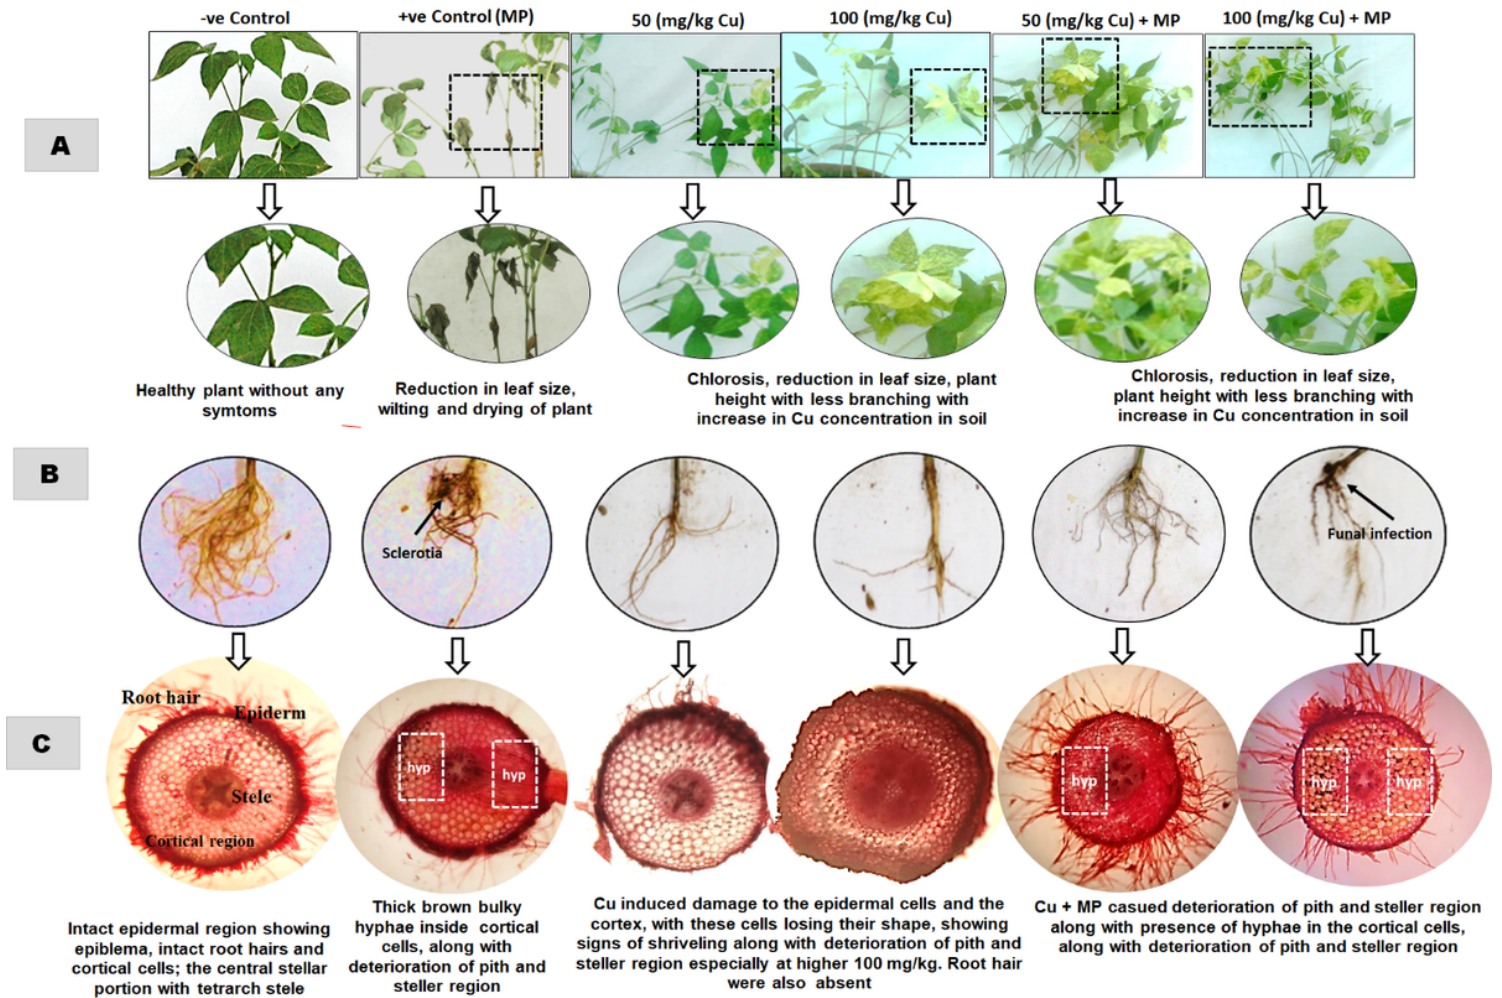 -ve Control
+ve Control (MP)
50 (mg/kg Cu)
100 (mg/kg Cu)
50 (mg/kg Cu) + MP
100 (mg/kg Cu) + MP
A
Healthy plant without any
symtoms
Reduction in leaf size,
wilting and drying of plant
Chlorosis, reduction in leaf size, plant
height with less branching with
increase in Cu concentration in soil
Chlorosis, reduction in leaf size,
plant height with less branching with
increase in Cu concentration in soil
B
Sclerotia
Funal infection
C
Root hair
Epiderm
Stele
Cortical region
hyp
hyp
hyp
hyp
hyp
Intact epidermal region showing
epiblema, intact root hairs and
cortical cells; the central stellar
portion with tetrarch stele
Thick brown bulky
hyphae inside cortical
cells, along with
deterioration of pith and
steller region
Cu induced damage to the epidermal cells and the
cortex, with these cells losing their shape, showing
signs of shriveling along with deterioration of pith and
steller region especially at higher 100 mg/kg. Root hair
were also absent
Cu + MP casued deterioration of pith and steller region
along with presence of hyphae in the cortical cells,
along with deterioration of pith and steller region